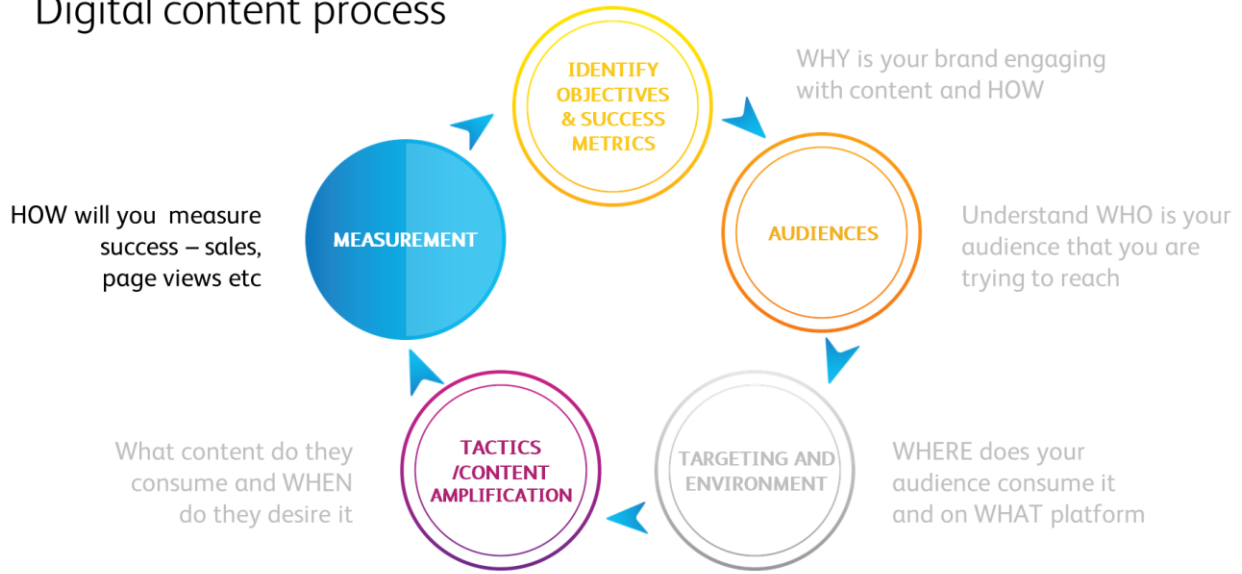 Digital content process
IDENTIFY
OBJECTIVES
& SUCCESS
METRICS
WHY is your brand engaging
with content and HOW
AUDIENCES
Understand WHO is your
audience that you are
trying to reach
TARGETING AND
ENVIRONMENT
WHERE does your
audience consume it
and on WHAT platform
TACTICS
/CONTENT
AMPLIFICATION
What content do they
consume and WHEN
do they desire it
MEASUREMENT
HOW will you measure
success – sales,
page views etc